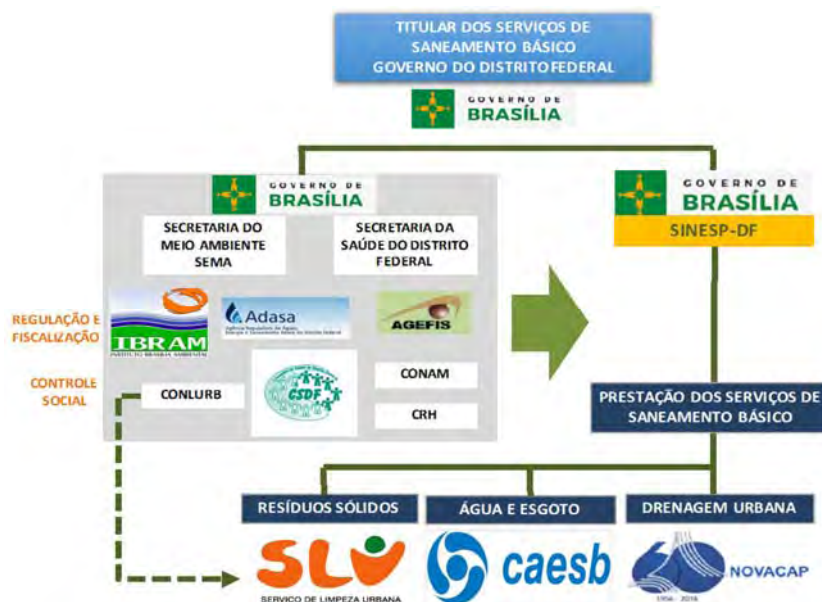 TITULAR DOS SERVIÇOS DE
SANEAMENTO BÁSICO
GOVERNO DO DISTRITO FEDERAL
GOVERNO DE
BRASÍLIA
GOVERNO DE
BRASÍLIA
GOVERNO DE
BRASÍLIA
SINESP-DF
SECRETARIA DO
MEIO AMBIENTE
SEMA
SECRETARIA DA
SAÚDE DO DISTRITO
FEDERAL
REGULAÇÃO E
FISCALIZAÇÃO
IBRAM
INSTITUTO BRASÍLIA AMBIENTAL
Adasa
AGEFIS
CONTROLE
SOCIAL
CONLURB
CSDF
CONAM
CRH
PRESTAÇÃO DOS SERVIÇOS DE
SANEAMENTO BÁSICO
RESÍDUOS SÓLIDOS
ÁGUA E ESGOTO
DRENAGEM URBANA
SLU
SERVIÇO DE LIMPEZA URBANA
caesb
60
NOVACAP
1956 - 2016